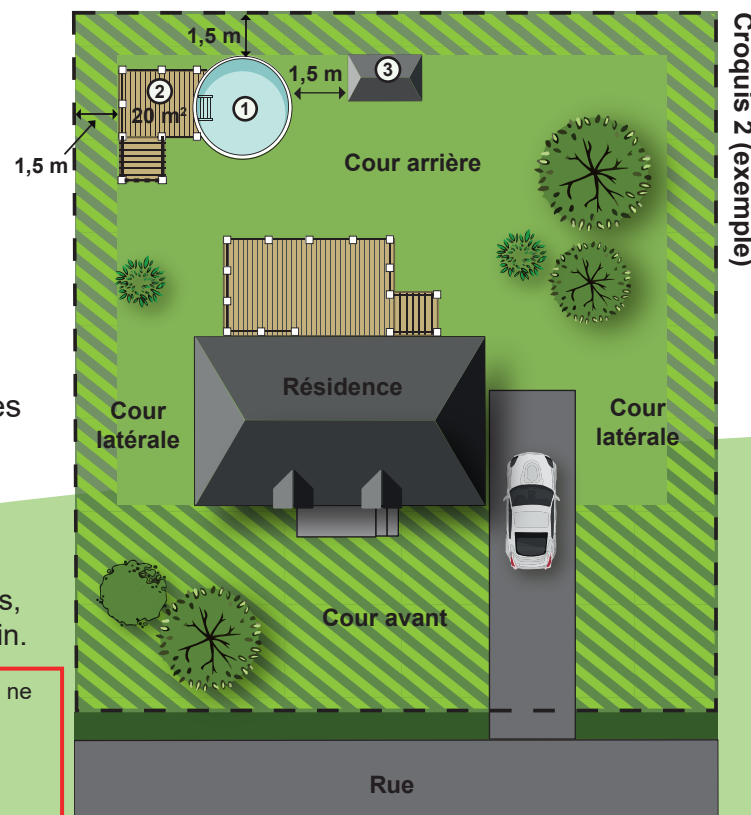 Croquis 2 (exemple)
1,5 m
3
2
1,5 m
1
20 m²
1,5 m
Cour arrière
Résidence
Cour
latérale
Cour
latérale
es
s,
in.
Cour avant
ne
Rue